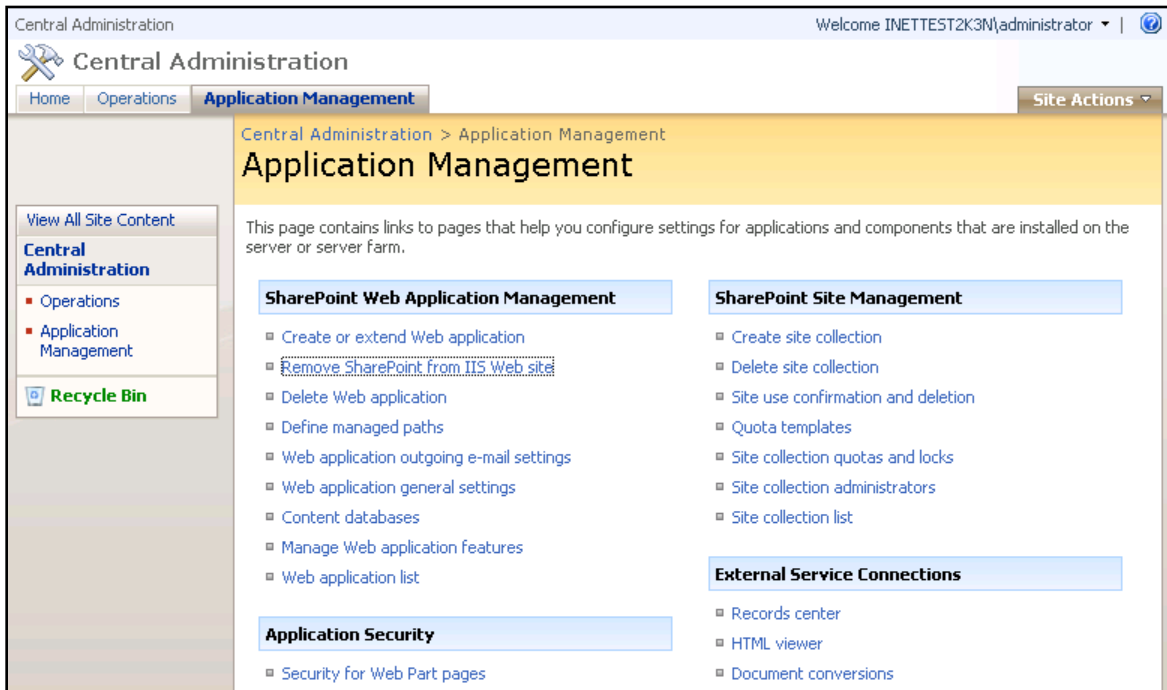 Central Administration
Welcome INETTEST2K3N\administrator
Central Administration
Home
Operations
Application Management
Site Actions
Central Administration > Application Management
Application Management
View All Site Content
Central
Administration
Operations
Application
Management
Recycle Bin
This page contains links to pages that help you configure settings for applications and components that are installed on the
server or server farm.
SharePoint Web Application Management
Create or extend Web application
Remove SharePoint from IIS Web site
Delete Web application
Define managed paths
Web application outgoing e-mail settings
Web application general settings
Content databases
Manage Web application features
Web application list
Application Security
Security for Web Part pages
SharePoint Site Management
Create site collection
Delete site collection
Site use confirmation and deletion
Quota templates
Site collection quotas and locks
Site collection administrators
Site collection list
External Service Connections
Records center
HTML viewer
Document conversions